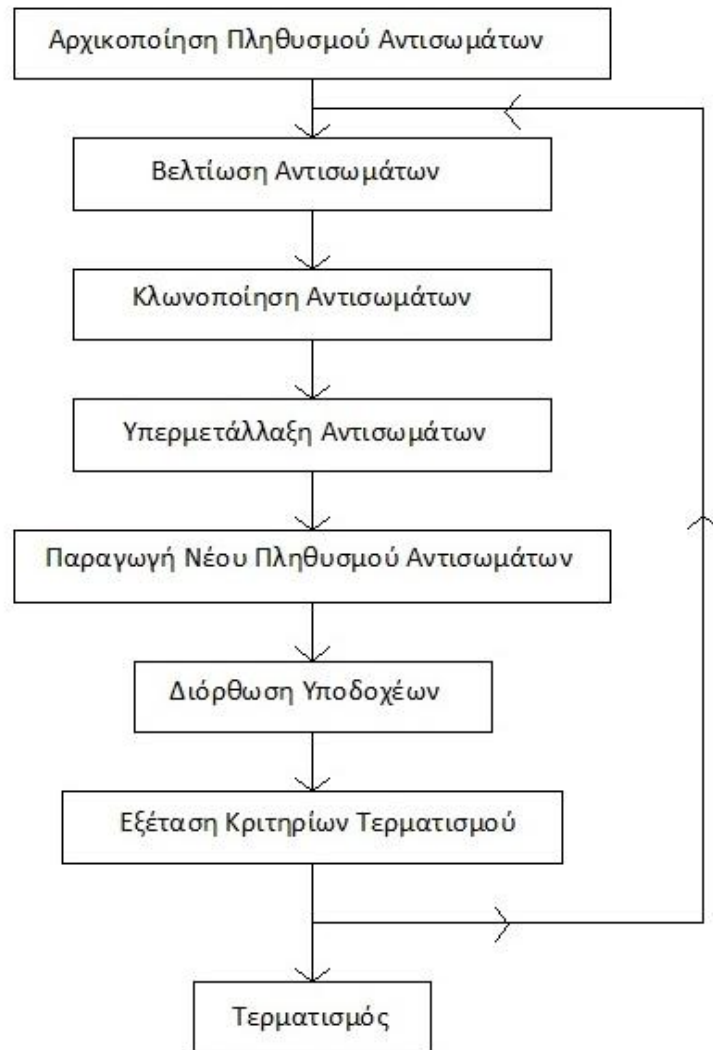 Αρχικοποίηση Πληθυσμού Αντισωμάτων
Βελτίωση Αντισωμάτων
Κλωνοποίηση Αντισωμάτων
Υπερμετάλλαξη Αντισωμάτων
Παραγωγή Νέου Πληθυσμού Αντισωμάτων
Διόρθωση Υποδοχέων
Εξέταση Κριτηρίων Τερματισμού
Τερματισμός